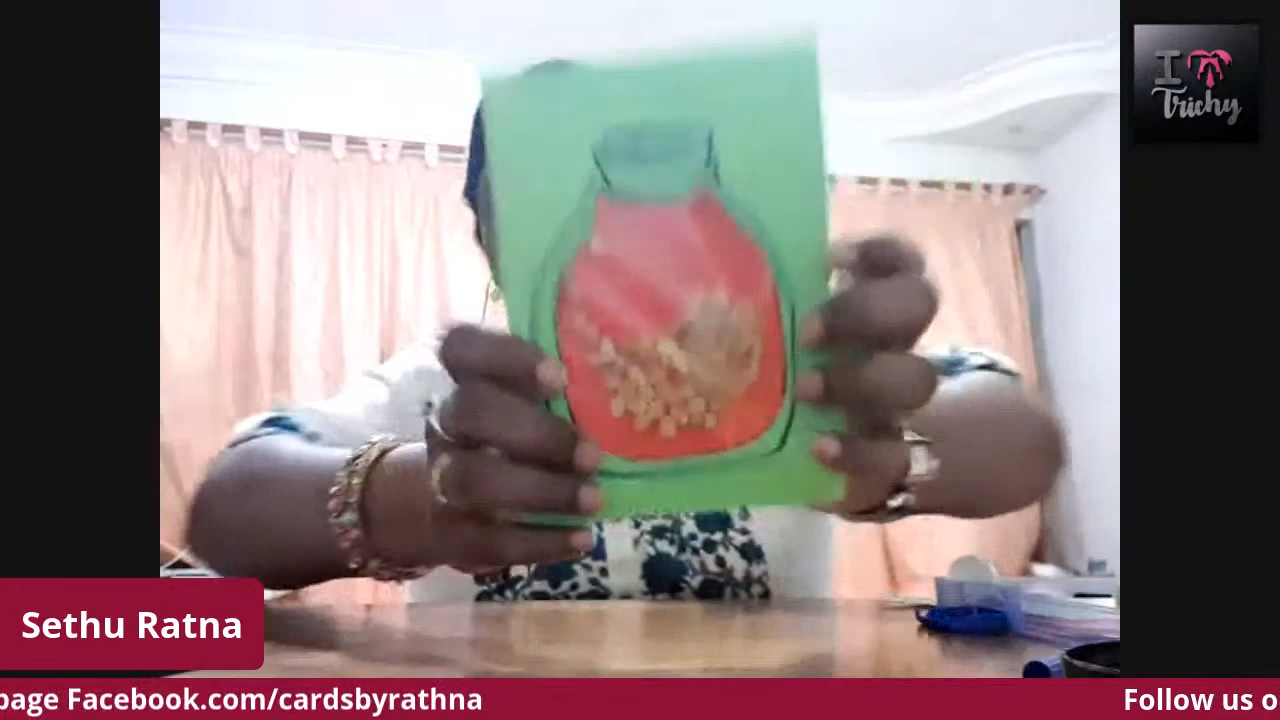 I
Trichy
Sethu Ratna
page Facebook.com/cardsbyrathna
Follow us o